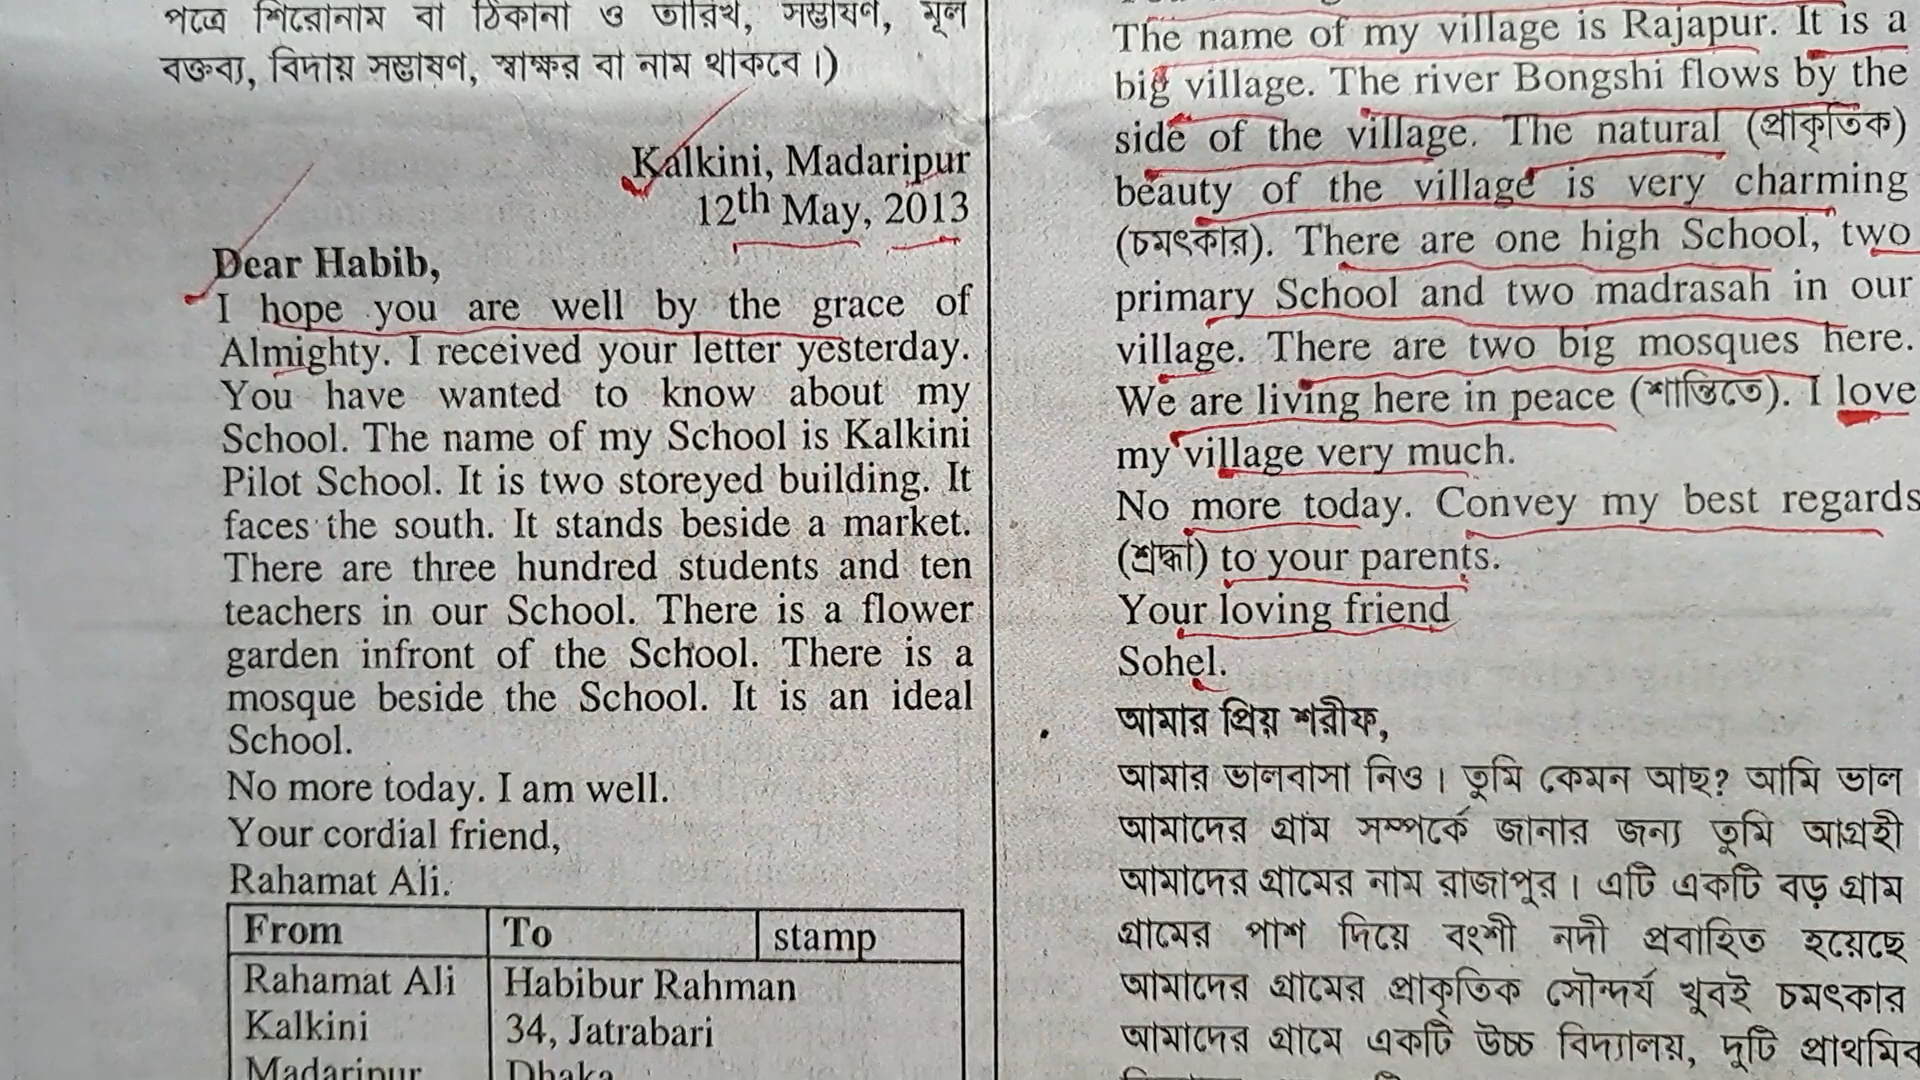 পত্রে শিরোনাম বা ঠিকানা ও তারিখ, সম্ভাষণ, মূল
বক্তব্য, বিদায় সম্ভাষণ, স্বাক্ষর বা নাম থাকবে।)
Kalkini, Madaripur
12th May, 2013
Dear Habib,
I hope you are well by the grace of
Almighty. I received your letter yesterday.
You have wanted to know about my
School. The name of my School is Kalkini
Pilot School. It is two storeyed building. It
faces the south. It stands beside a market.
There are three hundred students and ten
teachers in our School. There is a flower
garden infront of the School. There is a
mosque beside the School. It is an ideal
School.
No more today. I am well.
Your cordial friend,
Rahamat Ali.
From To stamp
Rahamat Ali Habibur Rahman
Kalkini 34, Jatrabari
Madaripur Dhaka
The name of my village is Rajapur. It is a
big village. The river Bongshi flows by the
side of the village. The natural (প্রাকৃতিক)
beauty of the village is very charming
(চমৎকার). There are one high School, two
primary School and two madrasah in our
village. There are two big mosques here.
We are living here in peace (শান্তিতে). I love
my village very much.
No more today. Convey my best regards
(শ্রদ্ধা) to your parents.
Your loving friend
Sohel.
আমার প্রিয় শরীফ,
আমার ভালবাসা নিও। তুমি কেমন আছ? আমি ভাল
আমাদের গ্রাম সম্পর্কে জানার জন্য তুমি আগ্রহী
আমাদের গ্রামের নাম রাজাপুর। এটি একটি বড় গ্রাম
গ্রামের পাশ দিয়ে বংশী নদী প্রবাহিত হয়েছে
আমাদের গ্রামের প্রাকৃতিক সৌন্দর্য খুবই চমৎকার
আমাদের গ্রামে একটি উচ্চ বিদ্যালয়, দুটি প্রাথমিক